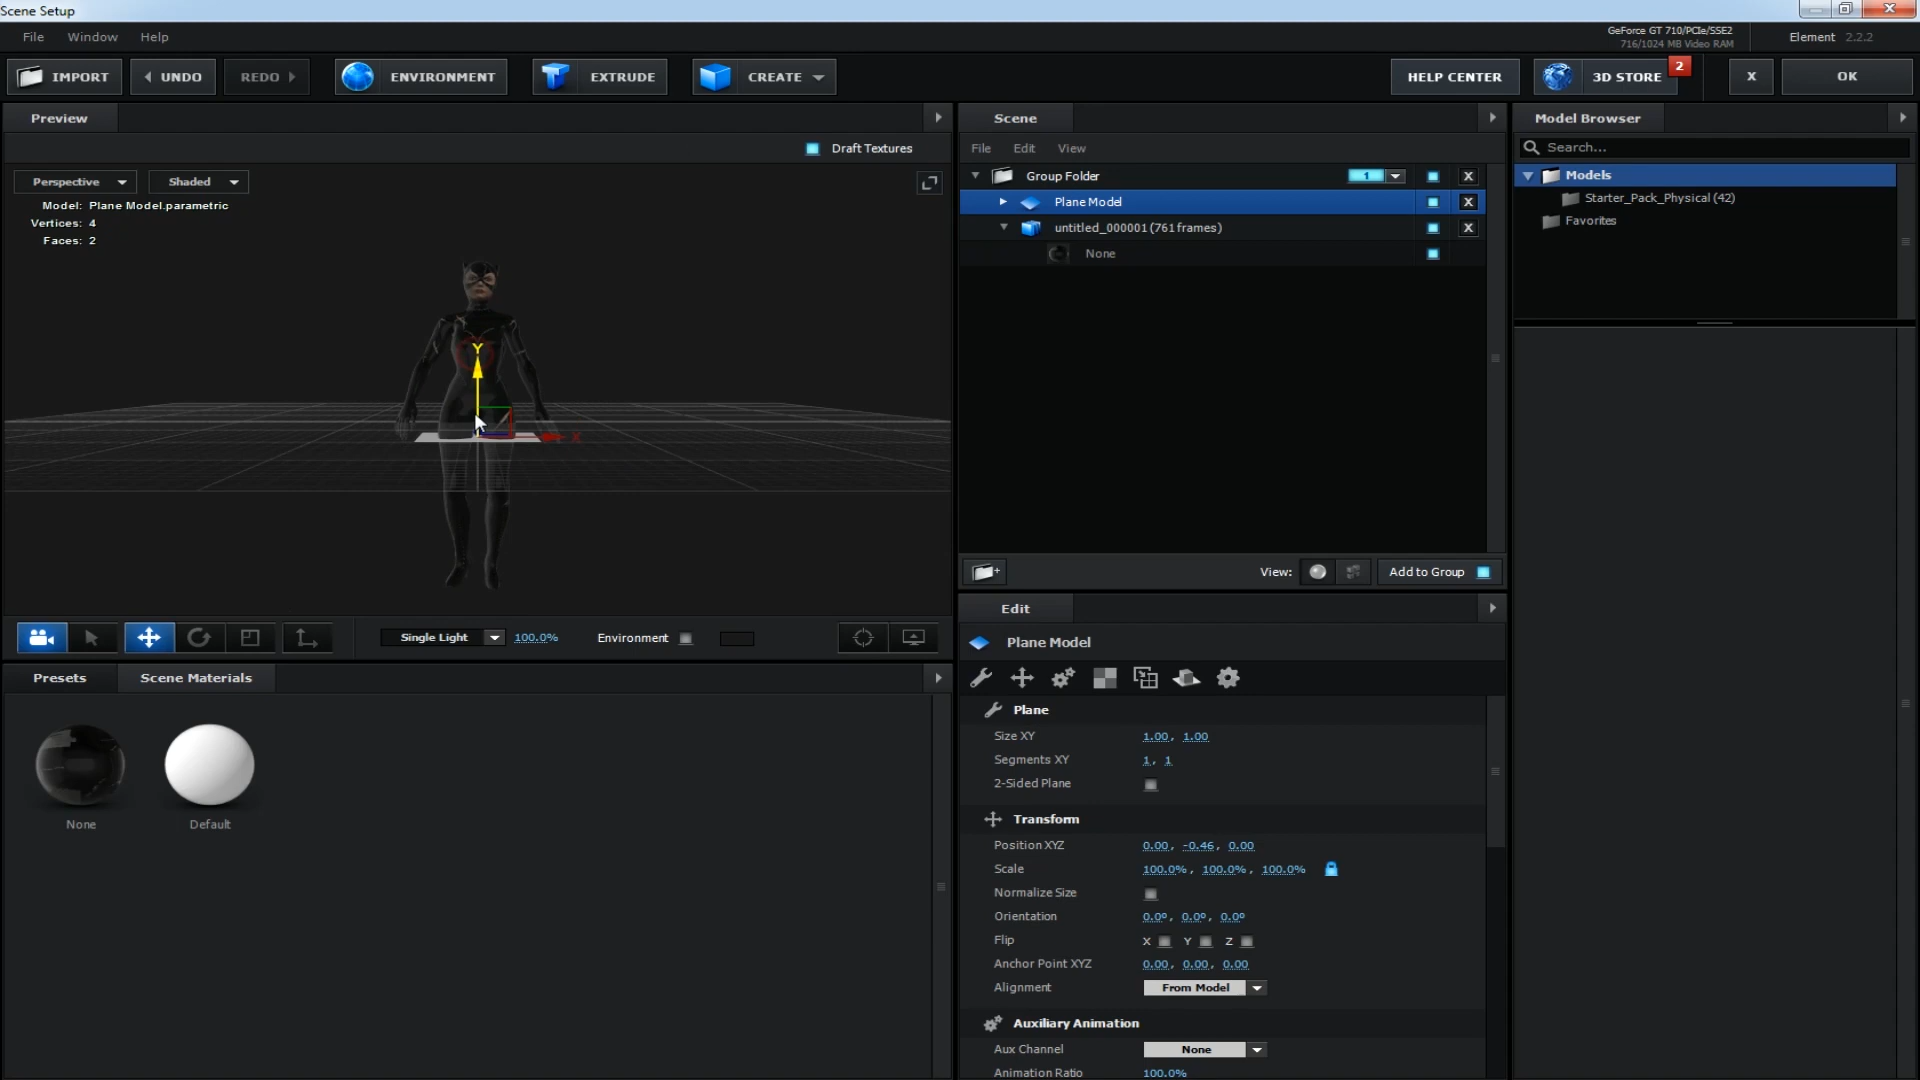 Scene Setup
File Window Help
GeForce GT 710/PCIe/SSE2
716/1024 MB Video RAM
Element 2.2.2
IMPORT UNDO REDO ENVIRONMENT EXTRUDE CREATE HELP CENTER 3D STORE 2 X OK
Preview
Draft Textures
Perspective Shaded
Model: Plane Model.parametric
Vertices: 4
Faces: 2
Y
X
Single Light 100.0% Environment
Presets Scene Materials
None Default
Scene
File Edit View
Group Folder 1 X
Plane Model X
untitled_000001 (761 frames) X
None
View: Add to Group
Edit
Plane Model
Plane
Size XY 1.00, 1.00
Segments XY 1, 1
2-Sided Plane
Transform
Position XYZ 0.00, -0.46, 0.00
Scale 100.0%, 100.0%, 100.0%
Normalize Size
Orientation 0.0º, 0.0º, 0.0º
Flip X Y Z
Anchor Point XYZ 0.00, 0.00, 0.00
Alignment From Model
Auxiliary Animation
Aux Channel None
Animation Ratio 100.0%
Model Browser
Search...
Models
Starter_Pack_Physical (42)
Favorites